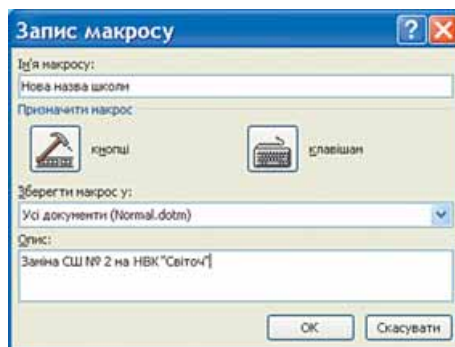 Запис макросу
Ім'я макросу:
Нова назва школи
Призначити макрос
кнопці
клавішам
Зберегти макрос у:
Усі документи (Normal.dotm)
Опис:
Заміна СШ № 2 на НВК "Світоч"
ОК
Скасувати